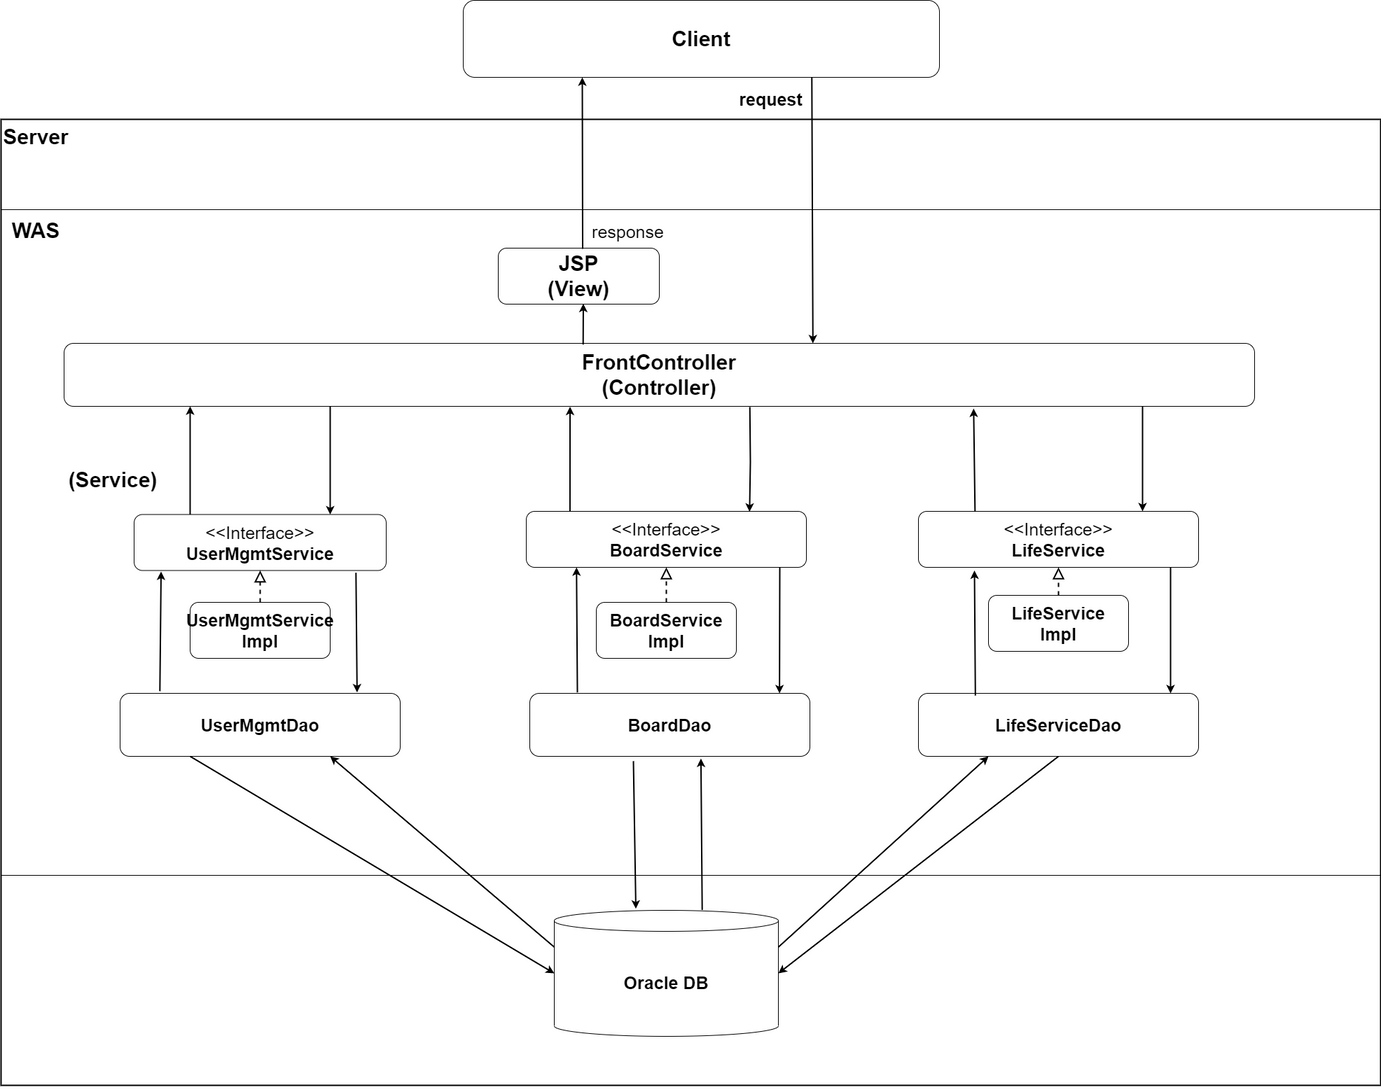 Client
request
Server
WAS
response
JSP
(View)
FrontController
(Controller)
(Service)
<<Interface>>
UserMgmtService
<<Interface>>
BoardService
<<Interface>>
LifeService
UserMgmtService
Impl
BoardService
Impl
LifeService
Impl
UserMgmtDao
BoardDao
LifeServiceDao
Oracle DB